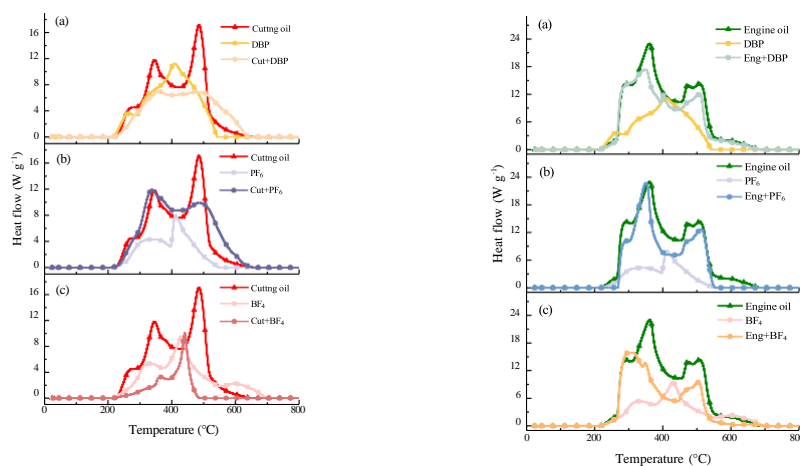 (a)
Cuttng oil
DBP
Cut+DBP
16
12
8
4
0
(b)
Cuttng oil
PF6
Cut+PF6
16
12
8
4
0
(c)
Cuttng oil
BF4
Cut+BF4
16
12
8
4
0
0 200 400 600 800
Temperature (°C)
Heat flow (W g⁻¹)
(a)
Engine oil
DBP
Eng+DBP
24
18
12
6
0
(b)
Engine oil
PF6
Eng+PF6
24
18
12
6
0
(c)
Engine oil
BF4
Eng+BF4
24
18
12
6
0
0 200 400 600 800
Temperature (°C)
Heat flow (W g⁻¹)